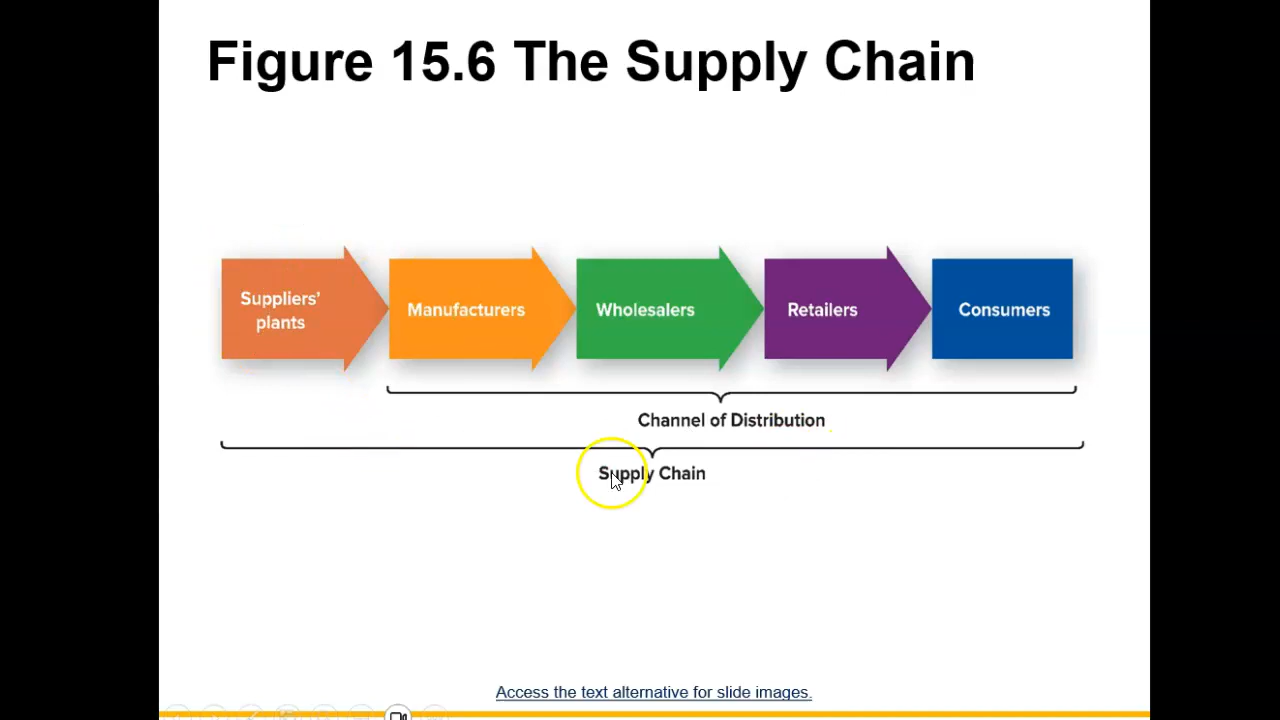 Figure 15.6 The Supply Chain
Suppliers'
plants
Manufacturers
Wholesalers
Retailers
Consumers
Channel of Distribution
Supply Chain
Access the text alternative for slide images.